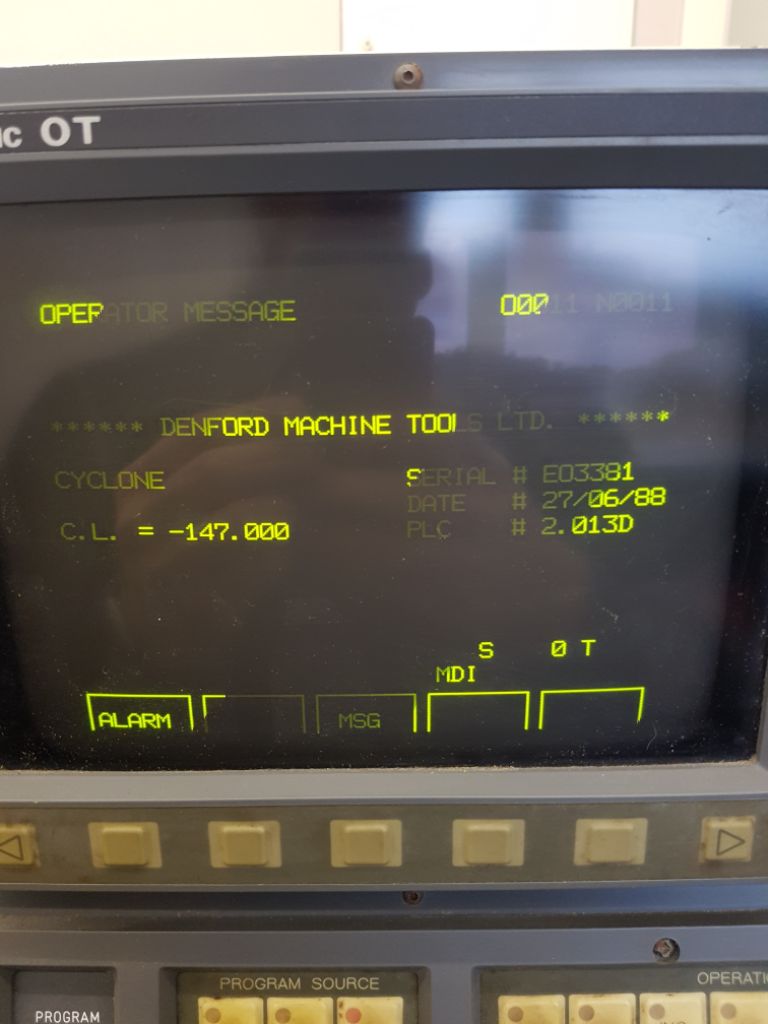 OT
OPERATOR MESSAGE O0011 N0011
****** DENFORD MACHINE TOOLS LTD. ******
CYCLONE SERIAL # E03381
DATE # 27/06/88
C.L. = -147.000 PLC # 2.013D
S 0 T
MDI
ALARM MSG
PROGRAM SOURCE
PROGRAM